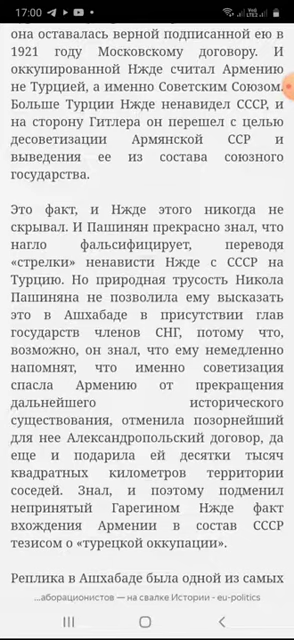 17:00
она оставалась верной подписанной ею в
1921 году Московскому договору. И
оккупированной Нжде считал Армению
не Турцией, а именно Советским Союзом.
Больше Турции Нжде ненавидел СССР, и
на сторону Гитлера он перешел с целью
десоветизации Армянской ССР и
выведения ее из состава союзного
государства.
Это факт, и Нжде этого никогда не
скрывал. И Пашинян прекрасно знал, что
нагло фальсифицирует, переводя
«стрелки» ненависти Нжде с СССР на
Турцию. Но природная трусость Никола
Пашиняна не позволила ему высказать
это в Ашхабаде в присутствии глав
государств членов СНГ, потому что,
возможно, он знал, что ему немедленно
напомнят, что именно советизация
спасла Армению от прекращения
дальнейшего исторического
существования, отменила позорнейший
для нее Александропольский договор, да
еще и подарила ей десятки тысяч
квадратных километров территории
соседей. Знал, и поэтому подменил
непринятый Гарегином Нжде факт
вхождения Армении в состав СССР
тезисом о «турецкой оккупации».
Реплика в Ашхабаде была одной из самых
...аборационистов — на свалке Истории - eu-politics